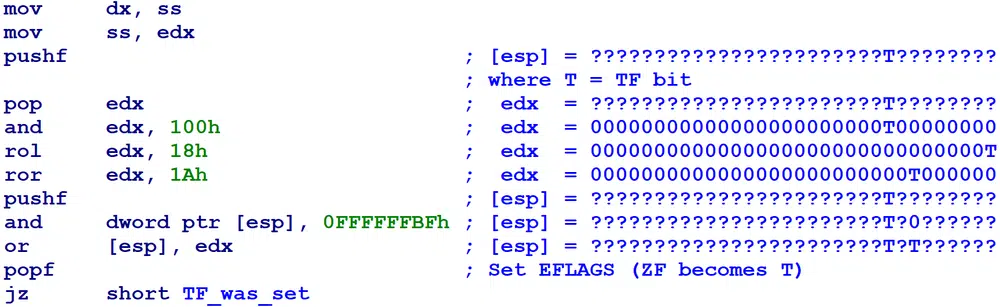 mov dx, ss
mov ss, edx
pushf ; [esp] = ???????????????????????T????????
; where T = TF bit
pop edx ; edx = ???????????????????????T????????
and edx, 100h ; edx = 00000000000000000000000T00000000
rol edx, 18h ; edx = 0000000000000000000000000000000T
ror edx, 1Ah ; edx = 0000000000000000000000000T000000
pushf ; [esp] = ???????????????????????T????????
and dword ptr [esp], 0FFFFFFBFh ; [esp] = ???????????????????????T?0??????
or [esp], edx ; [esp] = ???????????????????????T?T??????
popf ; Set EFLAGS (ZF becomes T)
jz short TF_was_set